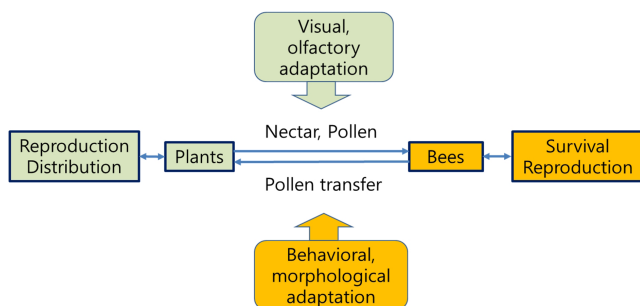 Visual,
olfactory
adaptation
Nectar, Pollen
Reproduction
Distribution
Plants
Bees
Survival
Reproduction
Pollen transfer
Behavioral,
morphological
adaptation